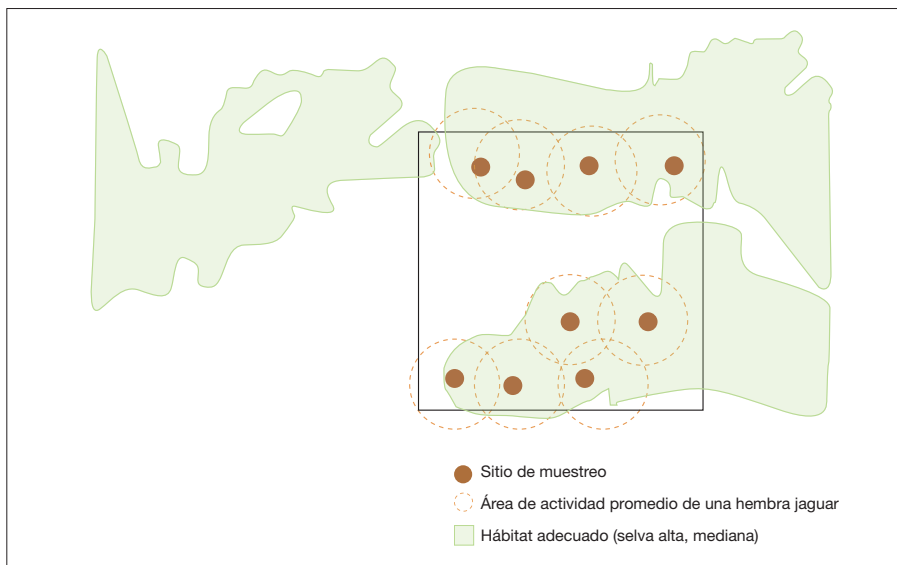 Sitio de muestreo
Área de actividad promedio de una hembra jaguar
Hábitat adecuado (selva alta, mediana)